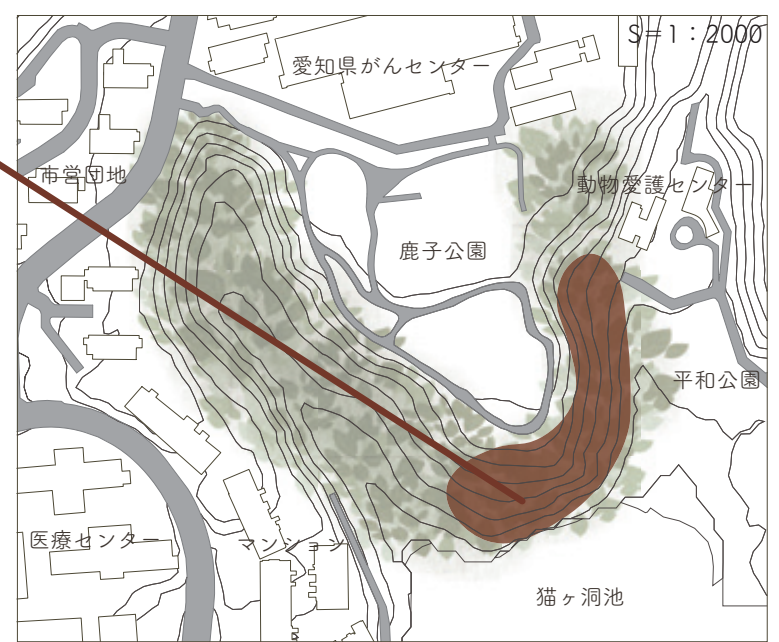 S=1：2000
愛知県がんセンター
市営団地
動物愛護センター
鹿子公園
平和公園
医療センター
マンション
猫ヶ洞池